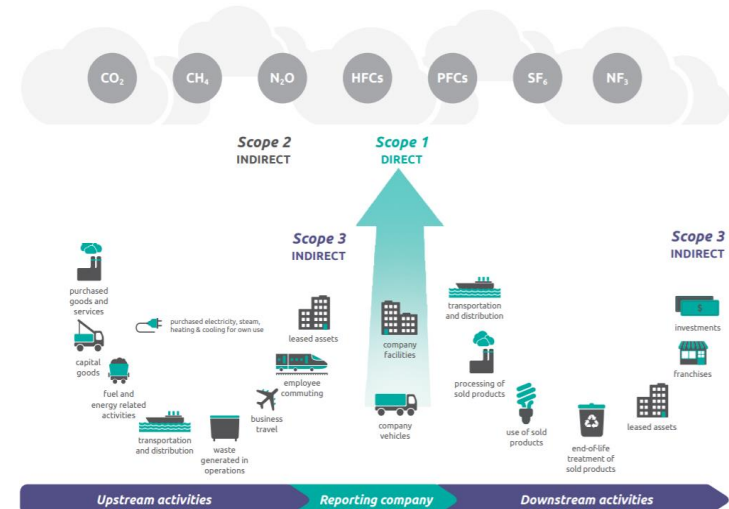 CO₂
CH₄
N₂O
HFCs
PFCs
SF₆
NF₃
Scope 2
INDIRECT
Scope 1
DIRECT
Scope 3
INDIRECT
Scope 3
INDIRECT
purchased
goods and
services
capital
goods
fuel and
energy related
activities
purchased electricity, steam,
heating & cooling for own use
transportation
and distribution
waste
generated in
operations
business
travel
employee
commuting
leased assets
company
facilities
company
vehicles
transportation
and distribution
processing of
sold products
use of sold
products
end-of-life
treatment of
sold products
leased assets
franchises
$
investments
Upstream activities
Reporting company
Downstream activities